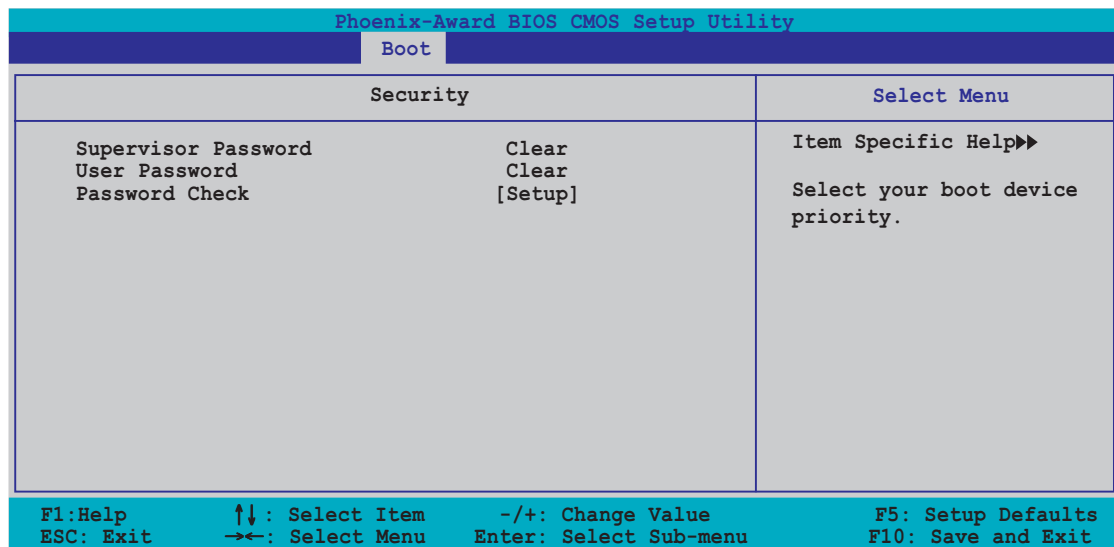 Phoenix-Award BIOS CMOS Setup Utility
Boot
Security
Select Menu
Supervisor Password Clear
User Password Clear
Password Check [Setup]
Item Specific Help▶▶
Select your boot device
priority.
F1:Help ↑↓: Select Item -/+: Change Value F5: Setup Defaults
ESC: Exit →←: Select Menu Enter: Select Sub-menu F10: Save and Exit